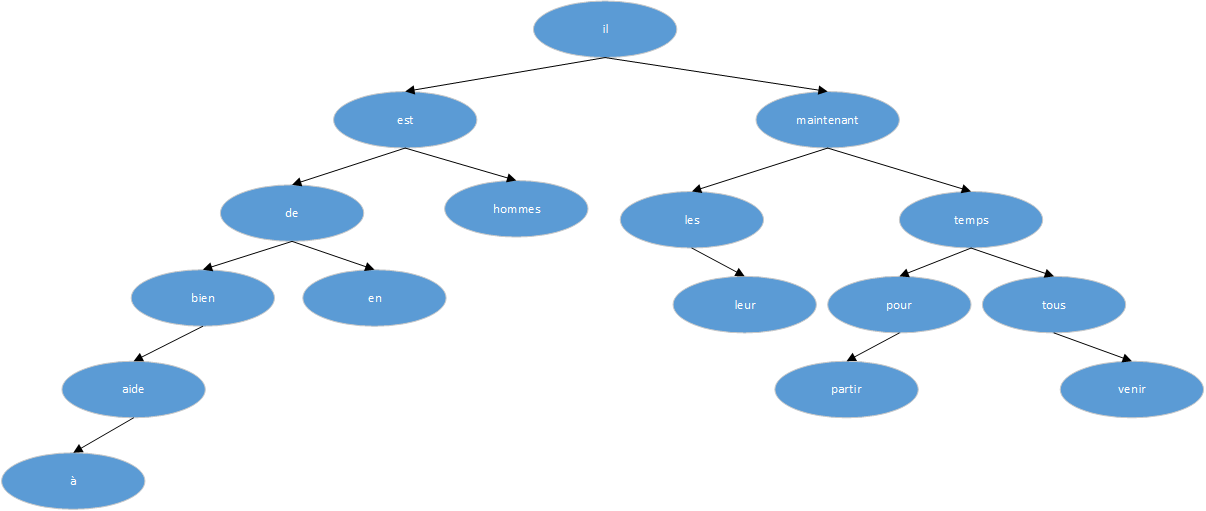 il
est
maintenant
de
hommes
les
temps
bien
en
leur
pour
tous
aide
partir
venir
à